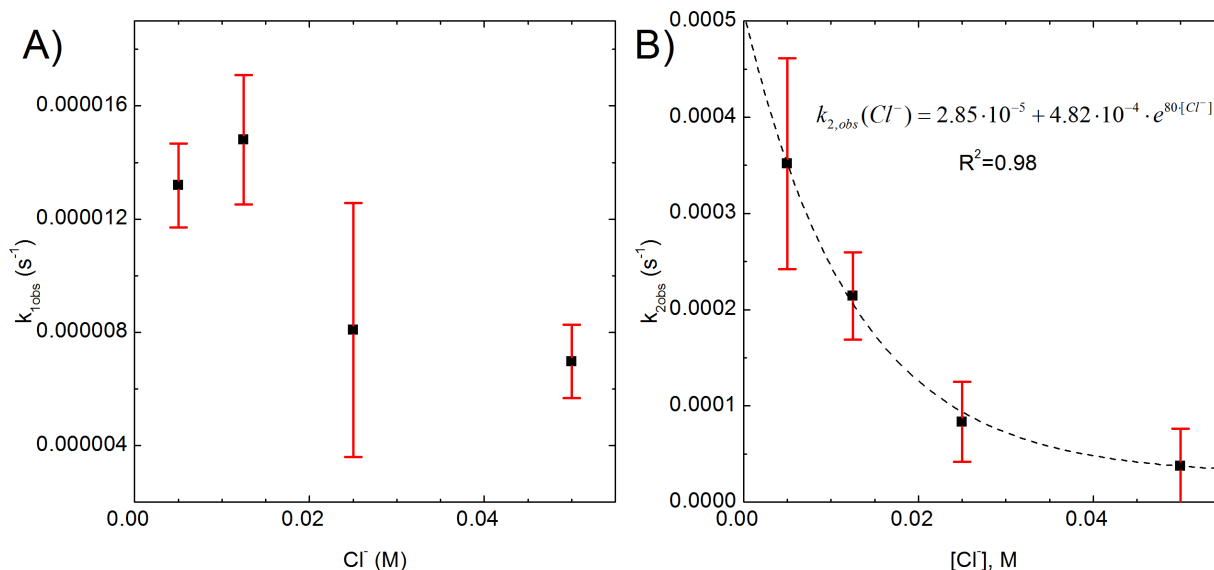 A)
0.000016
0.000012
0.000008
0.000004
k1obs (s-1)
0.00
0.02
0.04
Cl- (M)
B)
0.0005
0.0004
0.0003
0.0002
0.0001
0.0000
k2obs (s-1)
k2,obs(Cl−) = 2.85·10−5 + 4.82·10−4 · e80·[Cl−]
R2=0.98
0.00
0.02
0.04
[Cl-], M